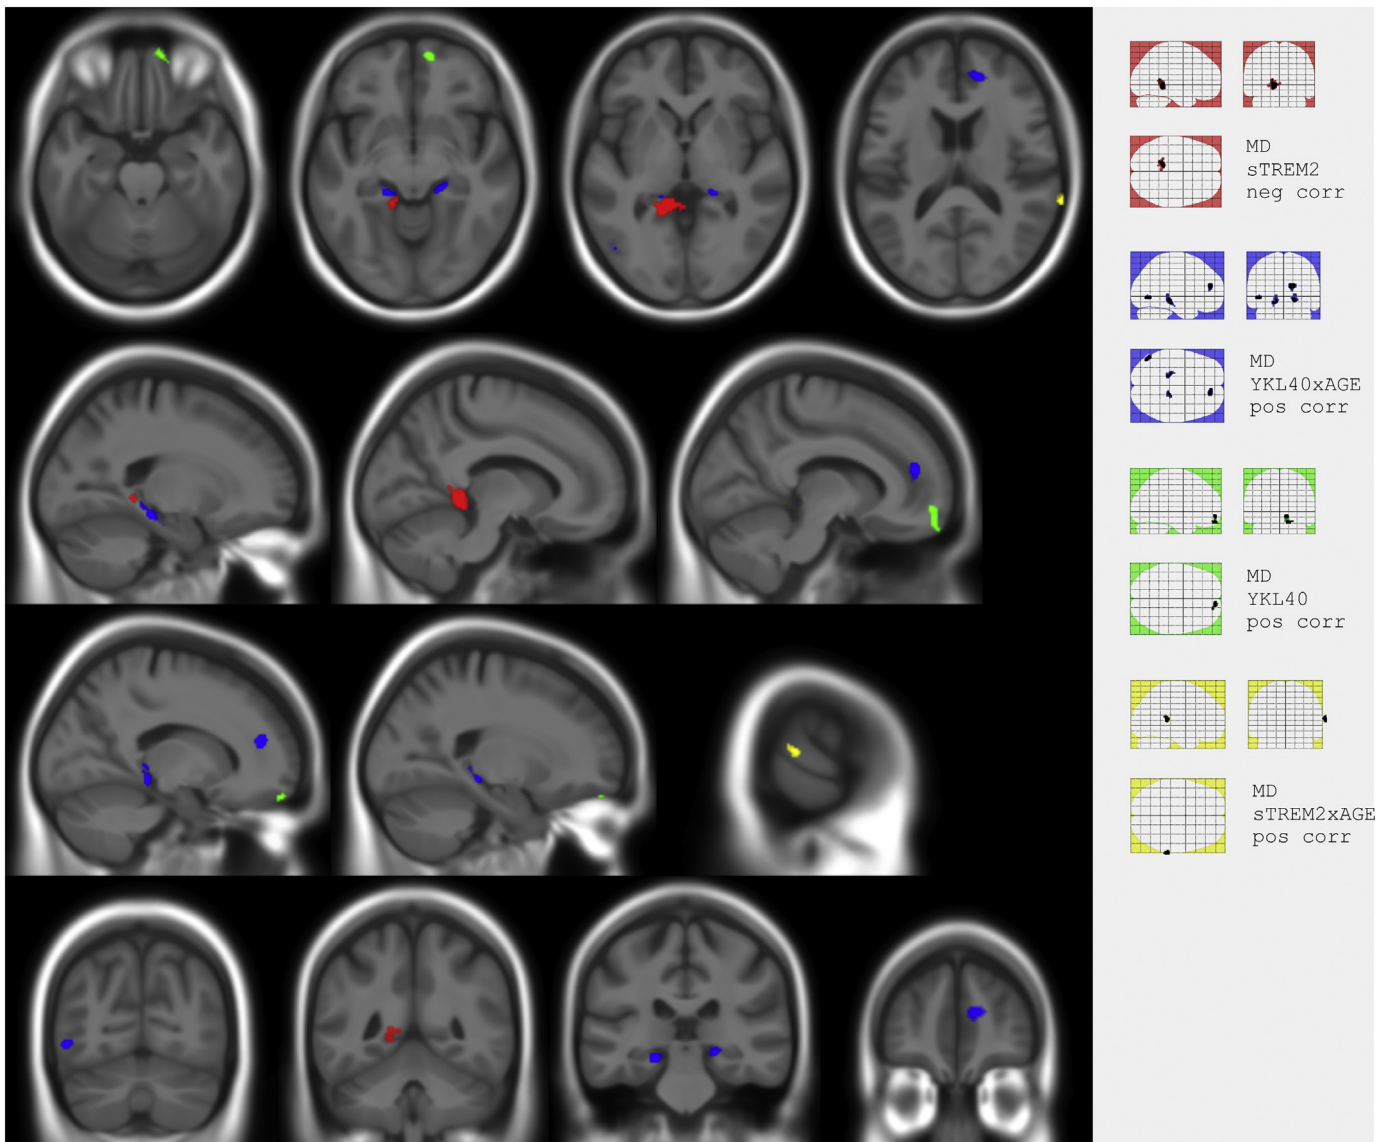 MD
sTREM2
neg corr
MD
YKL40xAGE
pos corr
MD
YKL40
pos corr
MD
sTREM2xAGE
pos corr